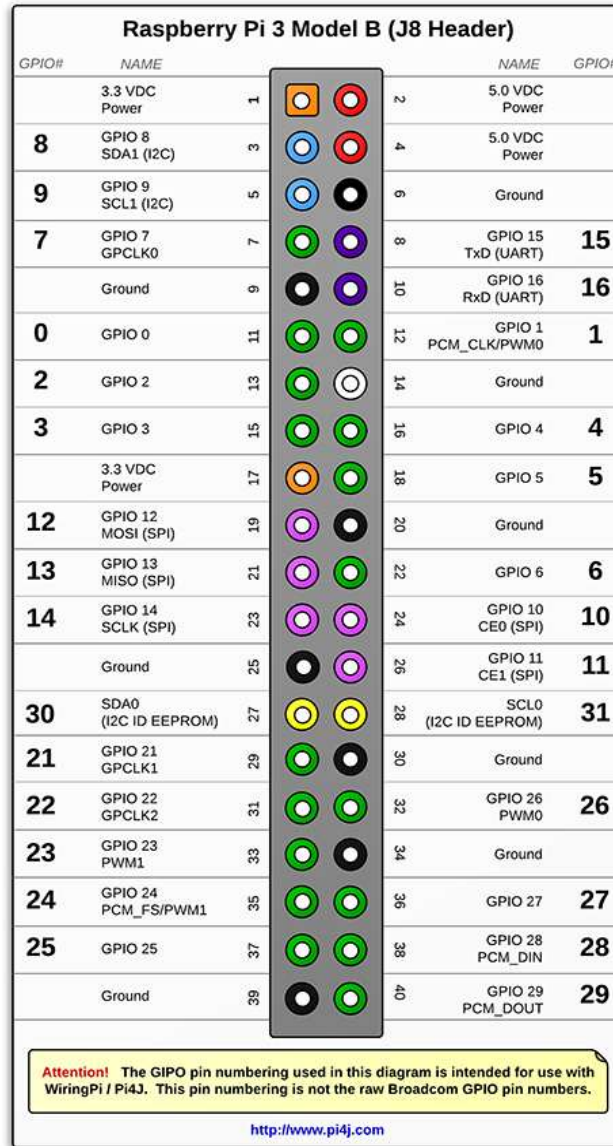 Raspberry Pi 3 Model B (J8 Header)
GPIO# NAME NAME GPIO#
3.3 VDC
Power 1 2 5.0 VDC
Power
8 GPIO 8
SDA1 (I2C) 3 4 5.0 VDC
Power
9 GPIO 9
SCL1 (I2C) 5 6 Ground
7 GPIO 7
GPCLK0 7 8 GPIO 15
TxD (UART) 15
Ground 9 10 GPIO 16
RxD (UART) 16
0 GPIO 0 11 12 GPIO 1
PCM_CLK/PWM0 1
2 GPIO 2 13 14 Ground
3 GPIO 3 15 16 GPIO 4 4
3.3 VDC
Power 17 18 GPIO 5 5
12 GPIO 12
MOSI (SPI) 19 20 Ground
13 GPIO 13
MISO (SPI) 21 22 GPIO 6 6
14 GPIO 14
SCLK (SPI) 23 24 GPIO 10
CE0 (SPI) 10
Ground 25 26 GPIO 11
CE1 (SPI) 11
30 SDA0
(I2C ID EEPROM) 27 28 SCL0
(I2C ID EEPROM) 31
21 GPIO 21
GPCLK1 29 30 Ground
22 GPIO 22
GPCLK2 31 32 GPIO 26
PWM0 26
23 GPIO 23
PWM1 33 34 Ground
24 GPIO 24
PCM_FS/PWM1 35 36 GPIO 27 27
25 GPIO 25 37 38 GPIO 28
PCM_DIN 28
Ground 39 40 GPIO 29
PCM_DOUT 29
Attention! The GIPO pin numbering used in this diagram is intended for use with
WiringPi / Pi4J. This pin numbering is not the raw Broadcom GPIO pin numbers.
http://www.pi4j.com